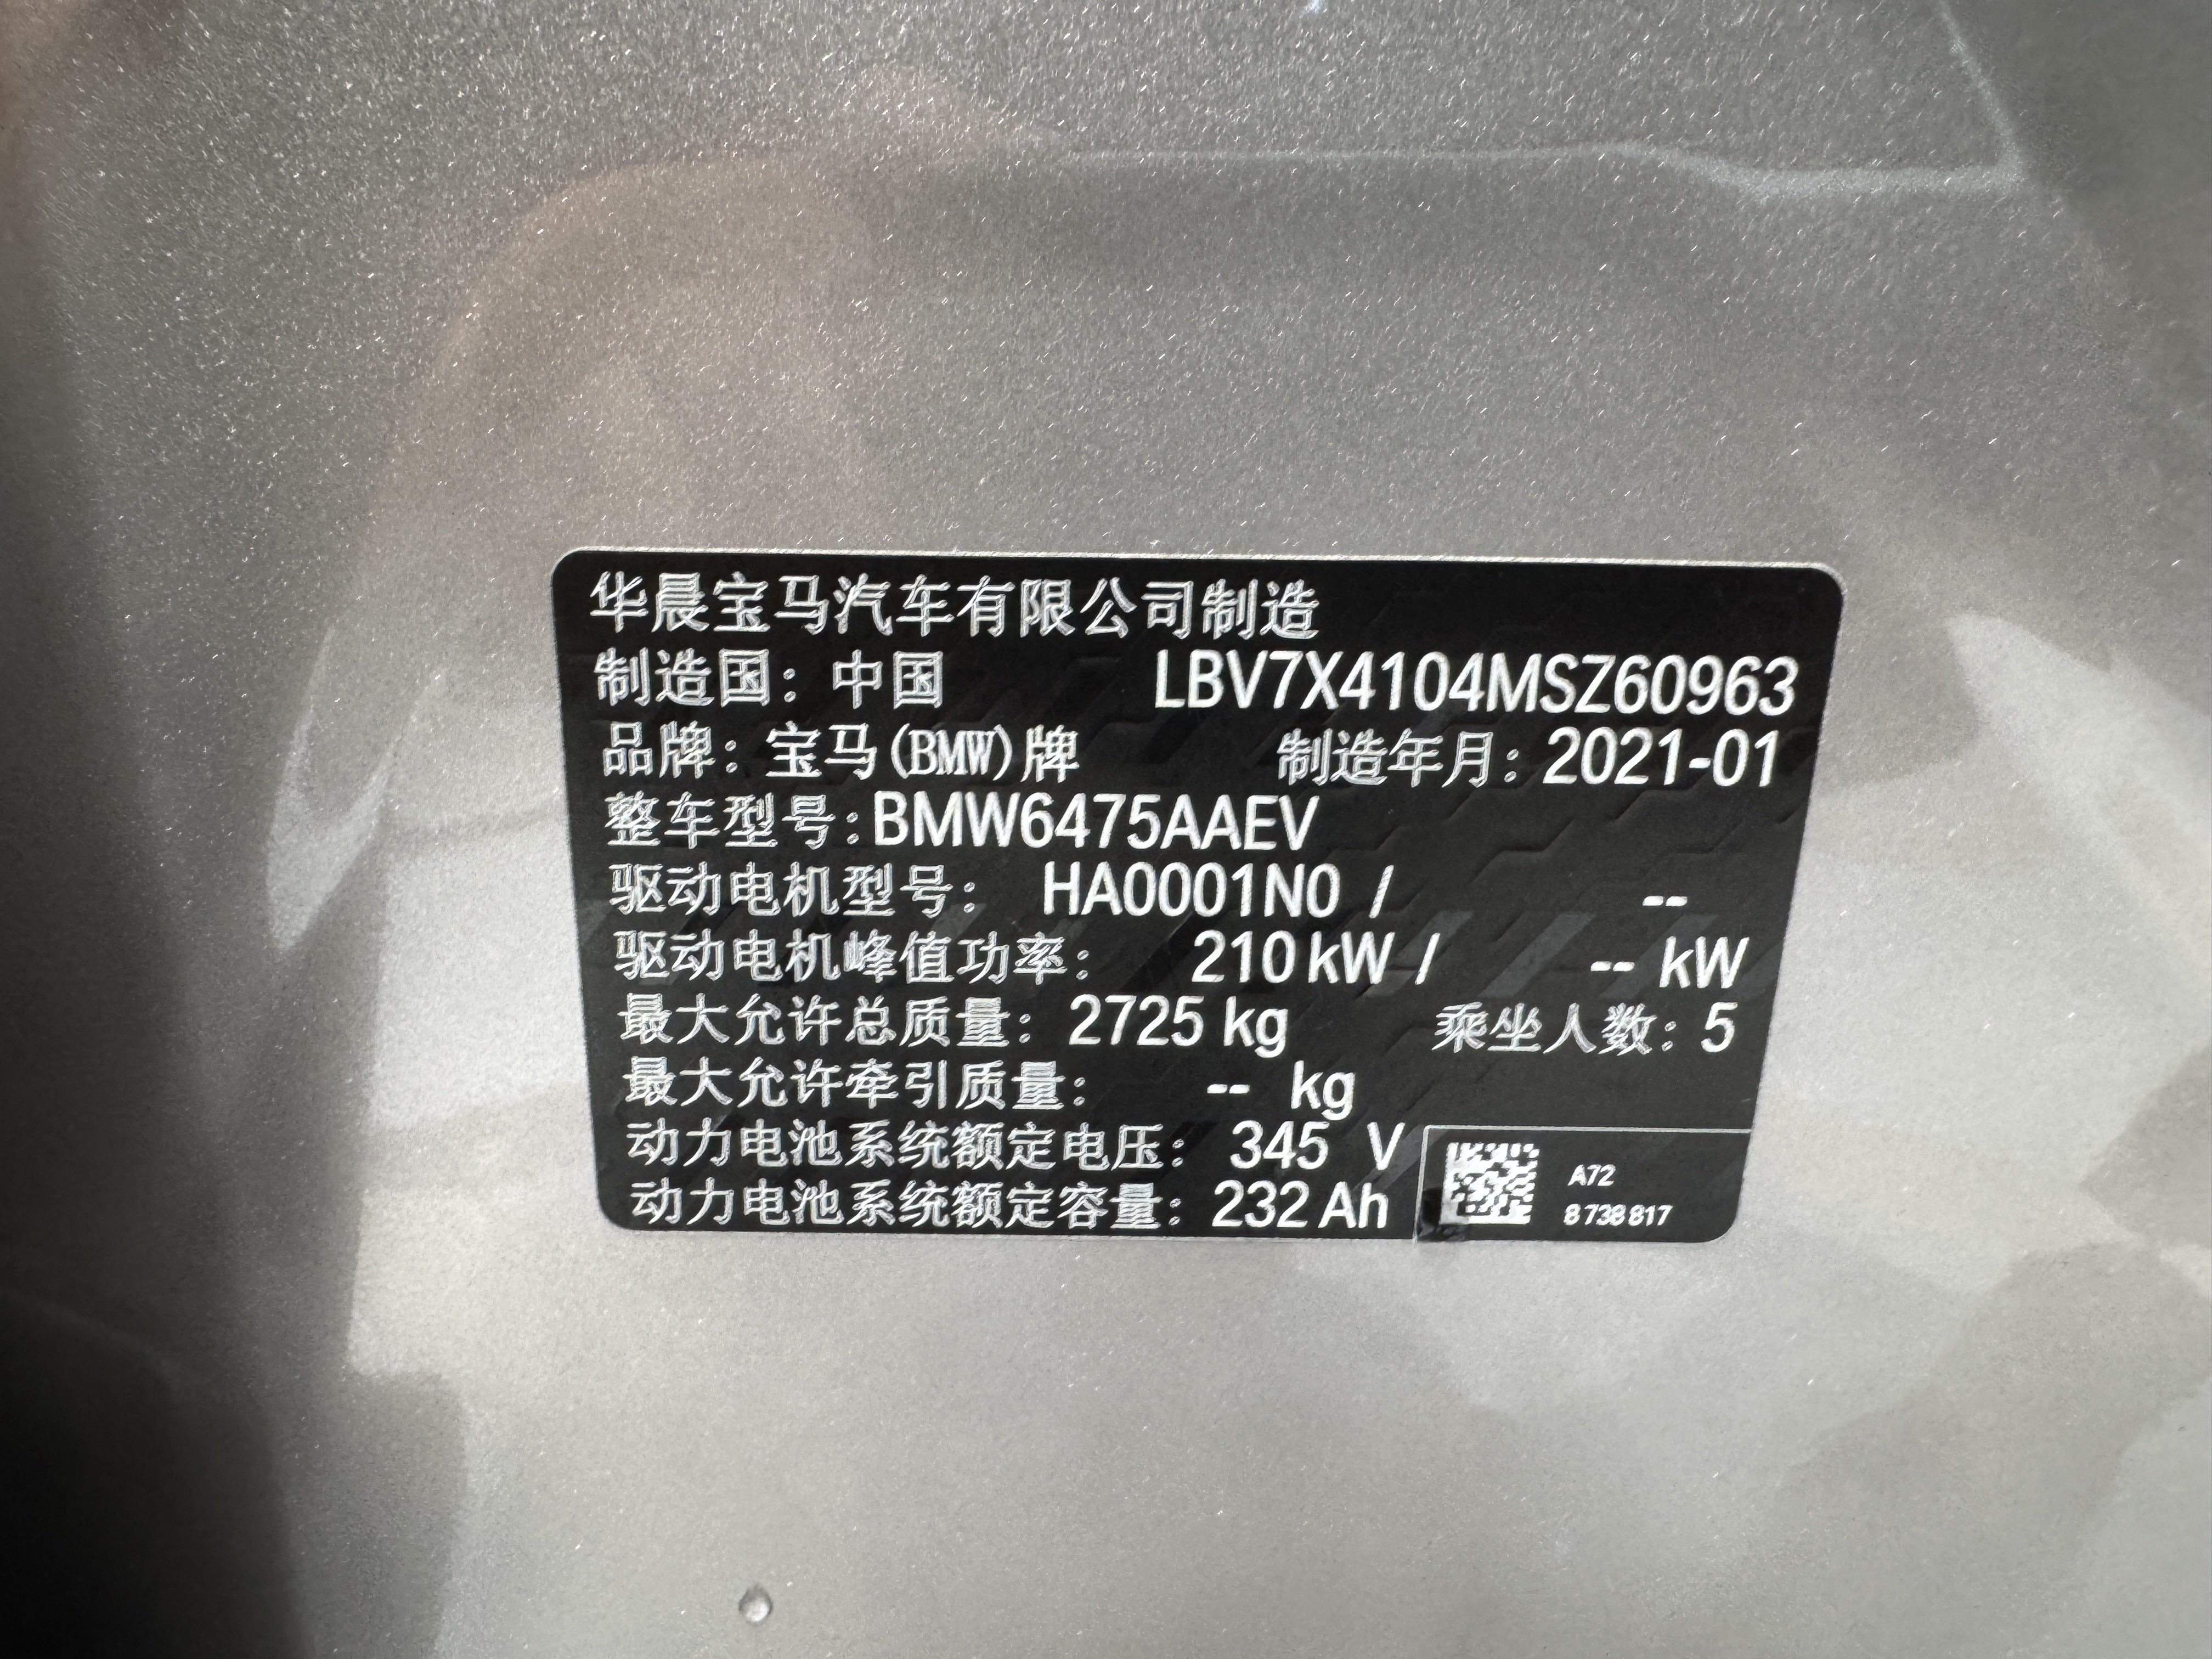 华晨宝马汽车有限公司制造
制造国：中国 LBV7X4104MSZ60963
品牌：宝马(BMW)牌 制造年月：2021-01
整车型号：BMW6475AAEV
驱动电机型号： HA0001N0 / --
驱动电机峰值功率： 210 kW / -- kW
最大允许总质量：2725 kg 乘坐人数：5
最大允许牵引质量： -- kg
动力电池系统额定电压： 345 V
动力电池系统额定容量：232 Ah
A72
8 738 817